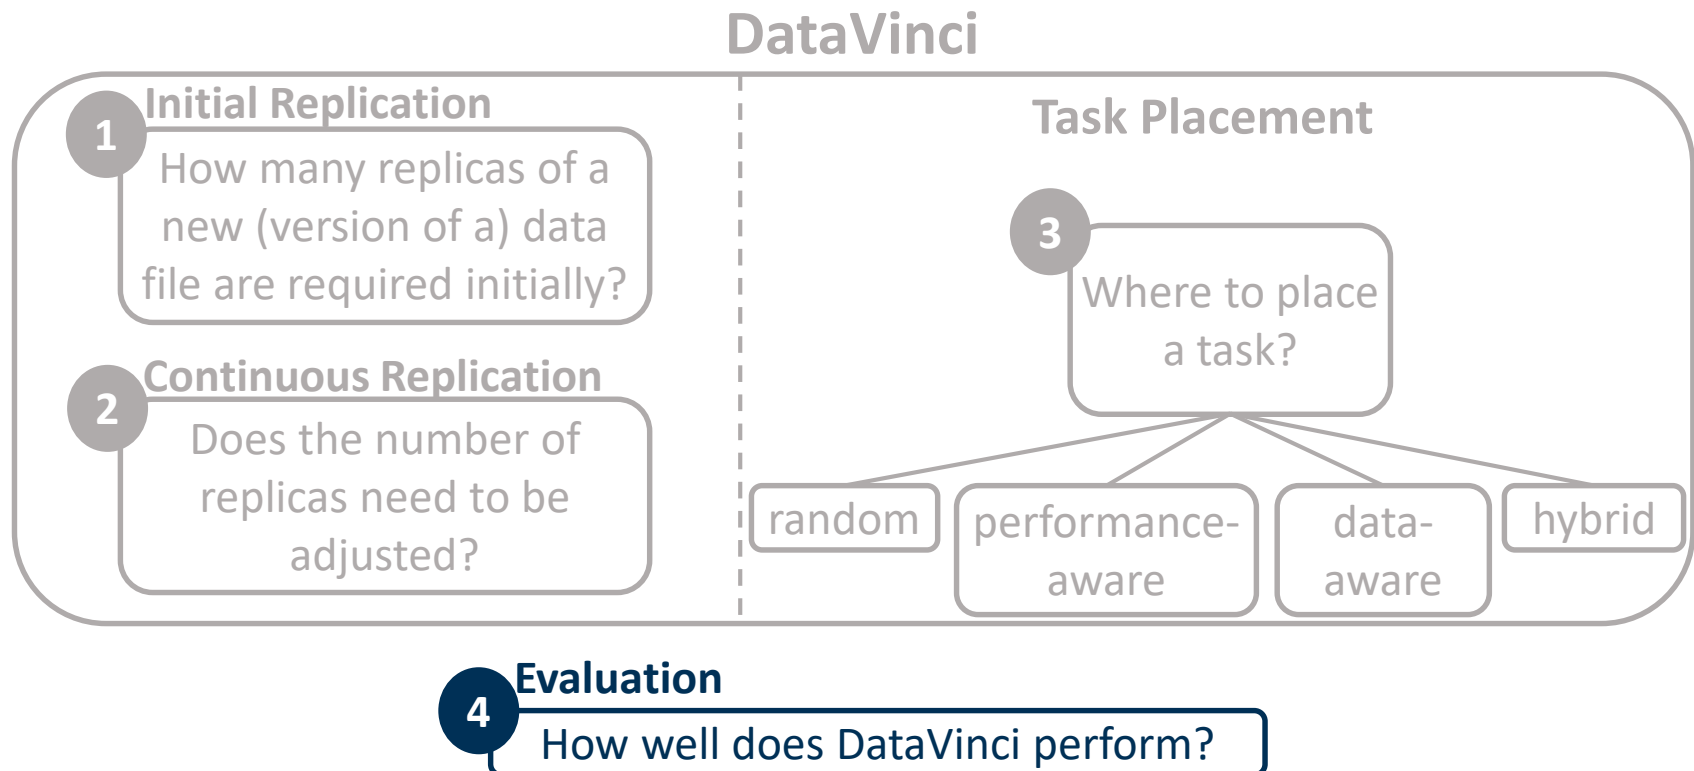 DataVinci
Initial Replication
1
How many replicas of a
new (version of a) data
file are required initially?
Continuous Replication
2
Does the number of
replicas need to be
adjusted?
Task Placement
3
Where to place
a task?
random
performance-
aware
data-
aware
hybrid
Evaluation
4
How well does DataVinci perform?